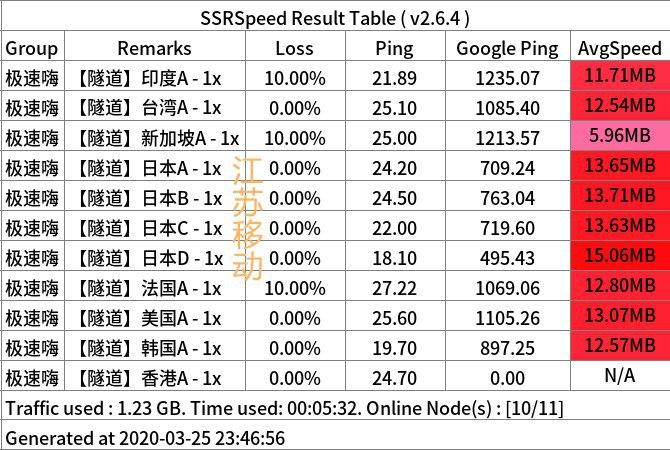 SSRSpeed Result Table ( v2.6.4 )
Group Remarks Loss Ping Google Ping AvgSpeed
极速嗨 【隧道】印度A - 1x 10.00% 21.89 1235.07 11.71MB
极速嗨 【隧道】台湾A - 1x 0.00% 25.10 1085.40 12.54MB
极速嗨 【隧道】新加坡A - 1x 10.00% 25.00 1213.57 5.96MB
极速嗨 【隧道】日本A - 1x 0.00% 24.20 709.24 13.65MB
极速嗨 【隧道】日本B - 1x 0.00% 24.50 763.04 13.71MB
极速嗨 【隧道】日本C - 1x 0.00% 22.00 719.60 13.63MB
极速嗨 【隧道】日本D - 1x 0.00% 18.10 495.43 15.06MB
极速嗨 【隧道】法国A - 1x 10.00% 27.22 1069.06 12.80MB
极速嗨 【隧道】美国A - 1x 0.00% 25.60 1105.26 13.07MB
极速嗨 【隧道】韩国A - 1x 0.00% 19.70 897.25 12.57MB
极速嗨 【隧道】香港A - 1x 0.00% 24.70 0.00 N/A
Traffic used : 1.23 GB. Time used: 00:05:32. Online Node(s) : [10/11]
Generated at 2020-03-25 23:46:56
江苏移动